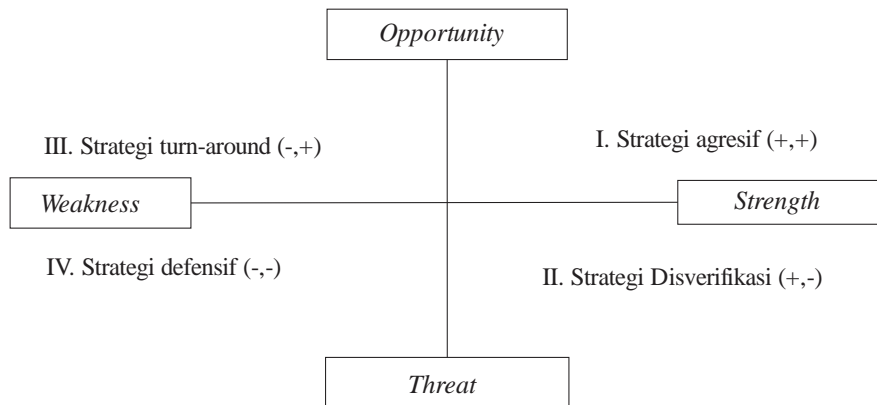 Opportunity
III. Strategi turn-around (-,+)
I. Strategi agresif (+,+)
Weakness
Strength
IV. Strategi defensif (-,-)
II. Strategi Disverifikasi (+,-)
Threat